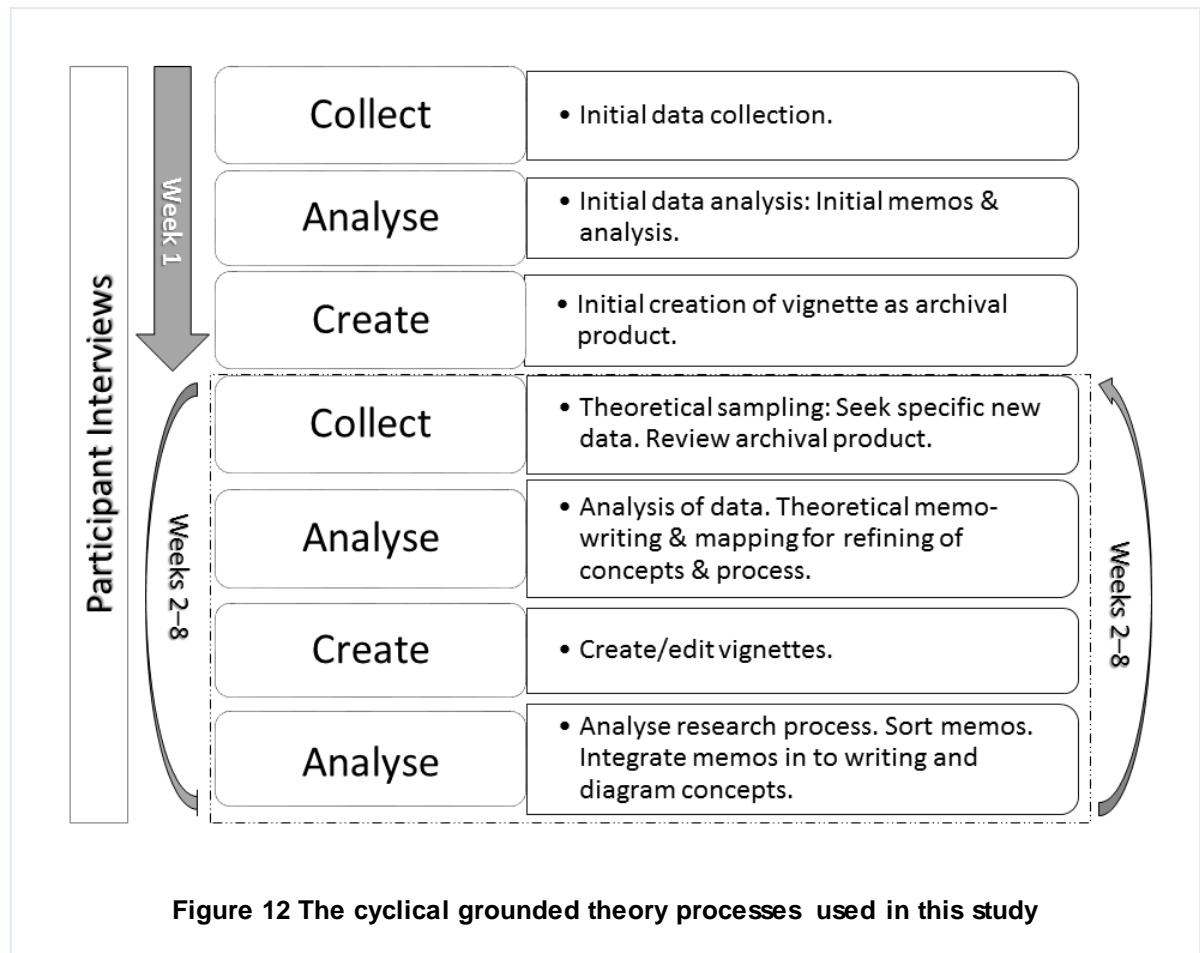 Participant Interviews
Week 1
Collect
• Initial data collection.
Analyse
• Initial data analysis: Initial memos &
analysis.
Create
• Initial creation of vignette as archival
product.
Weeks 2–8
Collect
• Theoretical sampling: Seek specific new
data. Review archival product.
Analyse
• Analysis of data. Theoretical memo-
writing & mapping for refining of
concepts & process.
Create
• Create/edit vignettes.
Analyse
• Analyse research process. Sort memos.
Integrate memos in to writing and
diagram concepts.
Weeks 2–8
Figure 12 The cyclical grounded theory processes used in this study